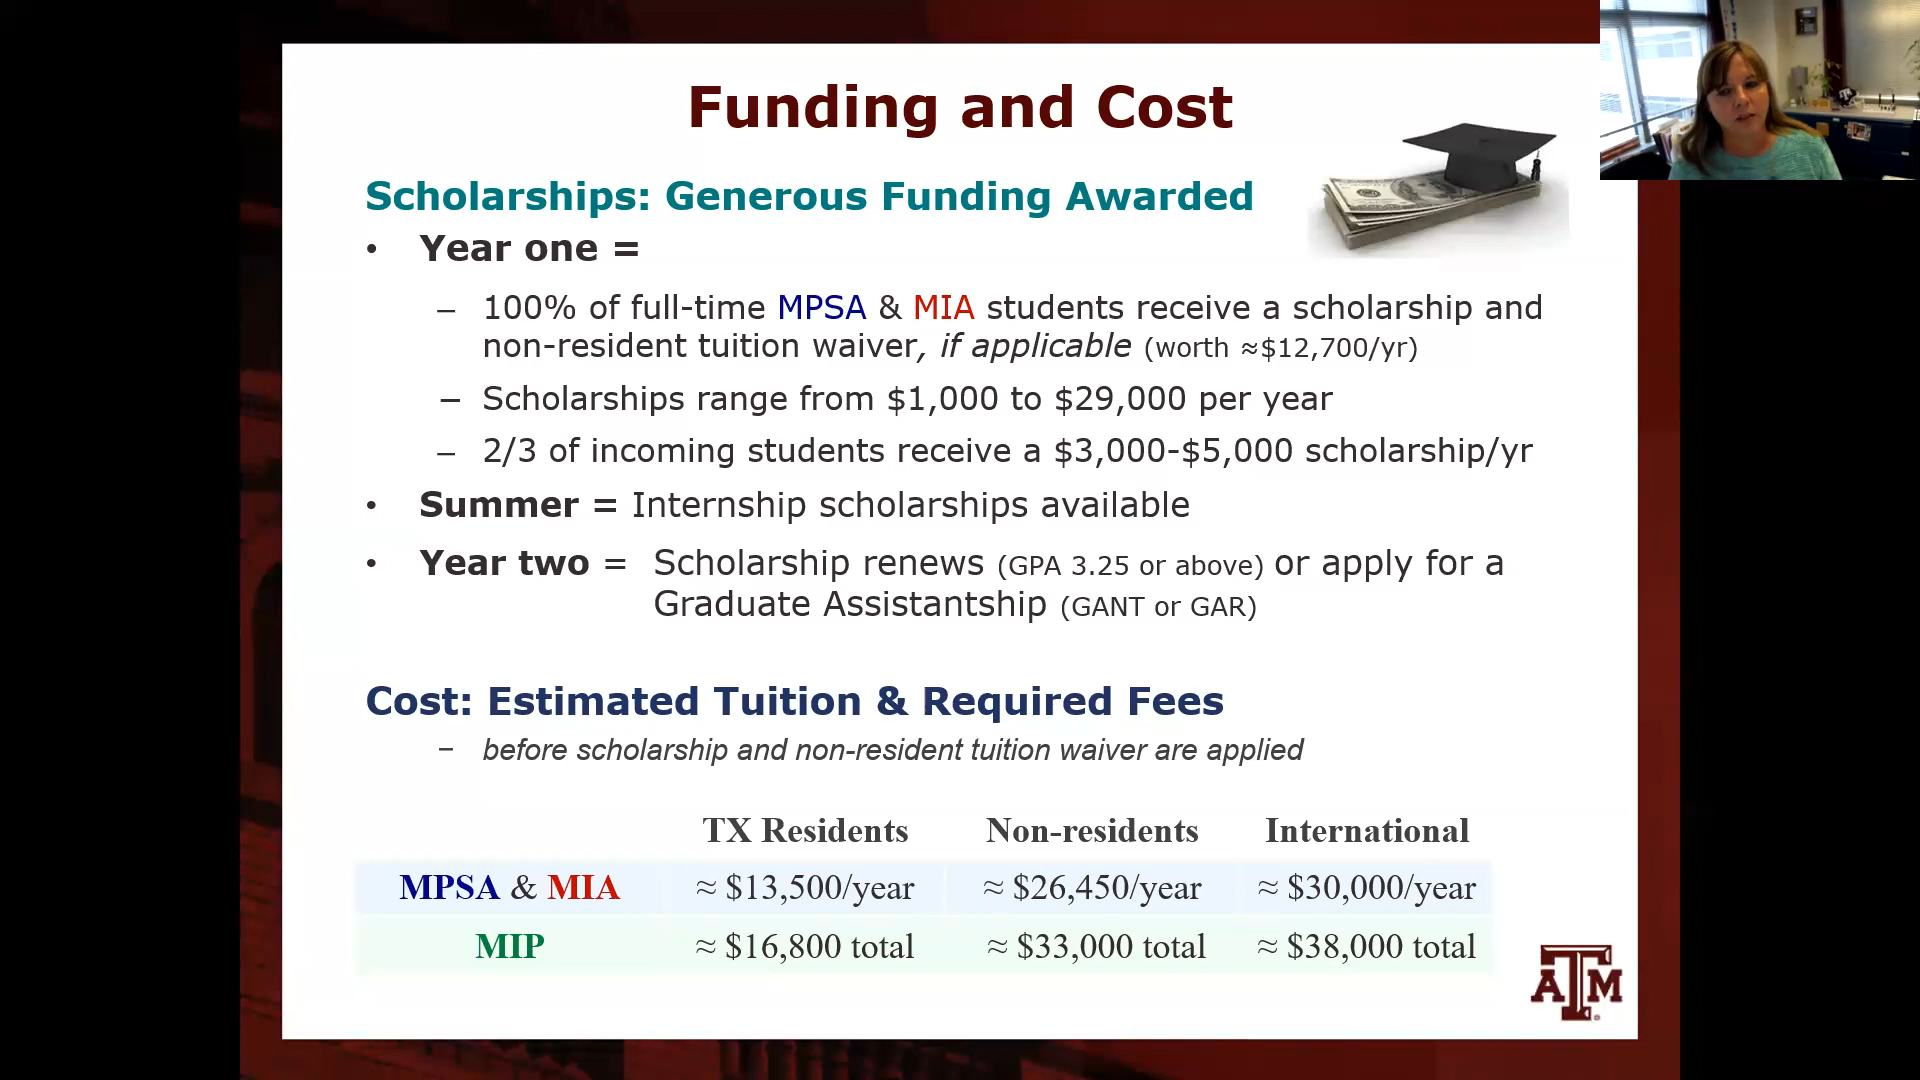 Funding and Cost
Scholarships: Generous Funding Awarded
• Year one =
– 100% of full-time MPSA & MIA students receive a scholarship and
non-resident tuition waiver, if applicable (worth ≈$12,700/yr)
– Scholarships range from $1,000 to $29,000 per year
– 2/3 of incoming students receive a $3,000-$5,000 scholarship/yr
• Summer = Internship scholarships available
• Year two = Scholarship renews (GPA 3.25 or above) or apply for a
Graduate Assistantship (GANT or GAR)
Cost: Estimated Tuition & Required Fees
– before scholarship and non-resident tuition waiver are applied
TX Residents Non-residents International
MPSA & MIA ≈ $13,500/year ≈ $26,450/year ≈ $30,000/year
MIP ≈ $16,800 total ≈ $33,000 total ≈ $38,000 total
ATM